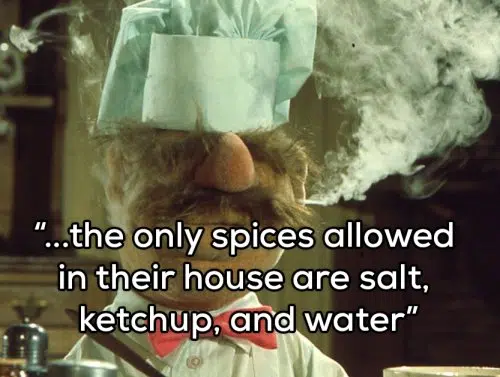 “...the only spices allowed
in their house are salt,
ketchup, and water”